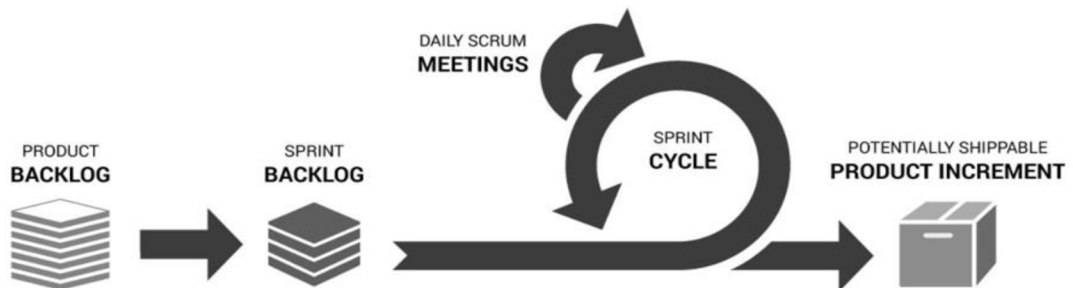 DAILY SCRUM
MEETINGS
PRODUCT
BACKLOG
SPRINT
BACKLOG
SPRINT
CYCLE
POTENTIALLY SHIPPABLE
PRODUCT INCREMENT